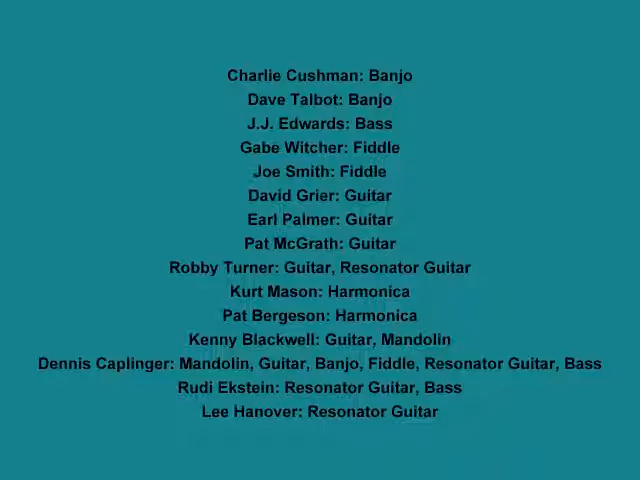 Charlie Cushman: Banjo
Dave Talbot: Banjo
J.J. Edwards: Bass
Gabe Witcher: Fiddle
Joe Smith: Fiddle
David Grier: Guitar
Earl Palmer: Guitar
Pat McGrath: Guitar
Robby Turner: Guitar, Resonator Guitar
Kurt Mason: Harmonica
Pat Bergeson: Harmonica
Kenny Blackwell: Guitar, Mandolin
Dennis Caplinger: Mandolin, Guitar, Banjo, Fiddle, Resonator Guitar, Bass
Rudi Ekstein: Resonator Guitar, Bass
Lee Hanover: Resonator Guitar